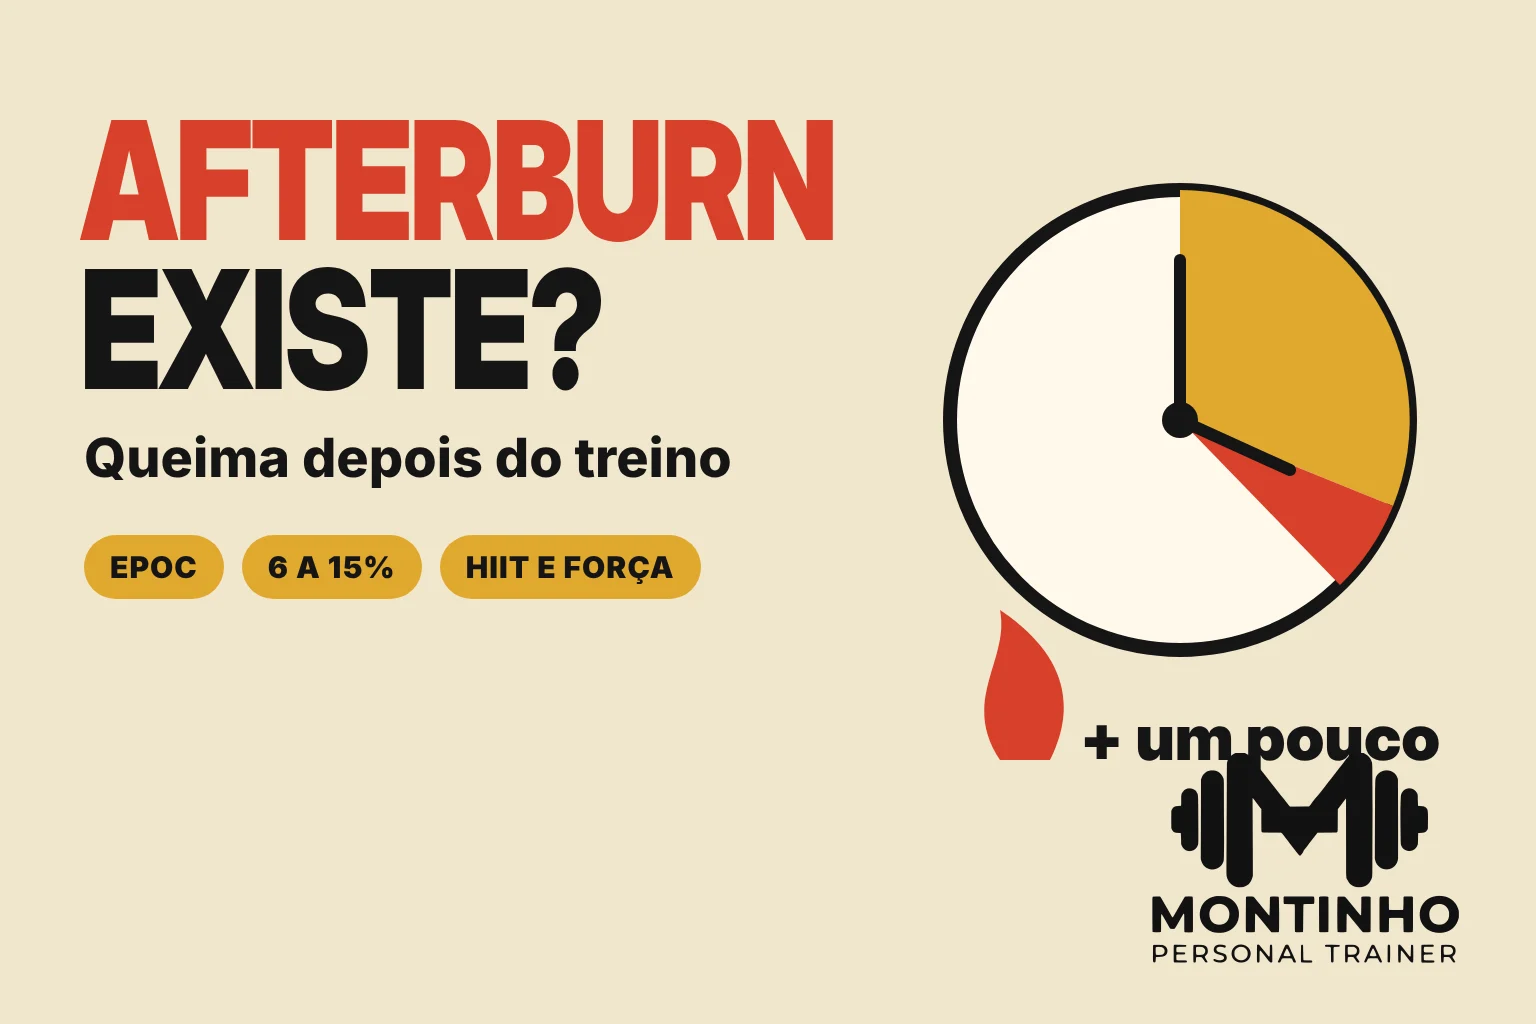 AFTERBURN
EXISTE?
Queima depois do treino
EPOC
6 A 15%
HIIT E FORÇA
+ um pouco
M
MONTINHO
PERSONAL TRAINER